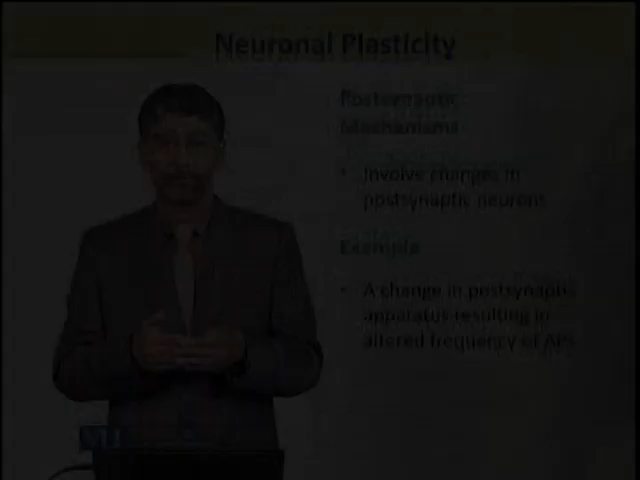 Neuronal Plasticity
Postsynaptic
Mechanisms
• Involve changes in
postsynaptic neurons
Example
• A change in postsynaptic
apparatus resulting in
altered frequency of APs